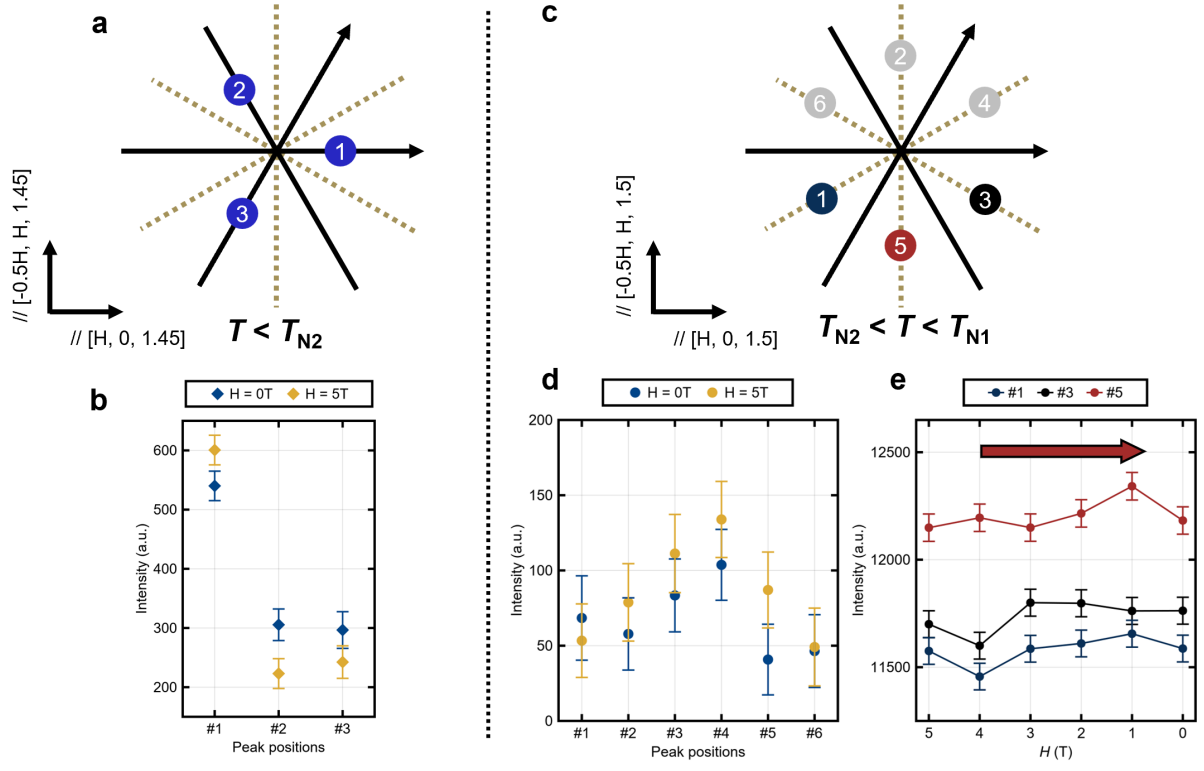 a
2
1
3
// [-0.5H, H, 1.45]
// [H, 0, 1.45]
T < TN2
b
H = 0T H = 5T
Intensity (a.u.)
600
500
400
300
200
#1 #2 #3
Peak positions
c
2
6
4
1
3
5
// [-0.5H, H, 1.5]
// [H, 0, 1.5]
TN2 < T < TN1
d
H = 0T H = 5T
Intensity (a.u.)
200
150
100
50
0
#1 #2 #3 #4 #5 #6
Peak positions
e
#1 #3 #5
Intensity (a.u.)
12500
12000
11500
5 4 3 2 1 0
H (T)